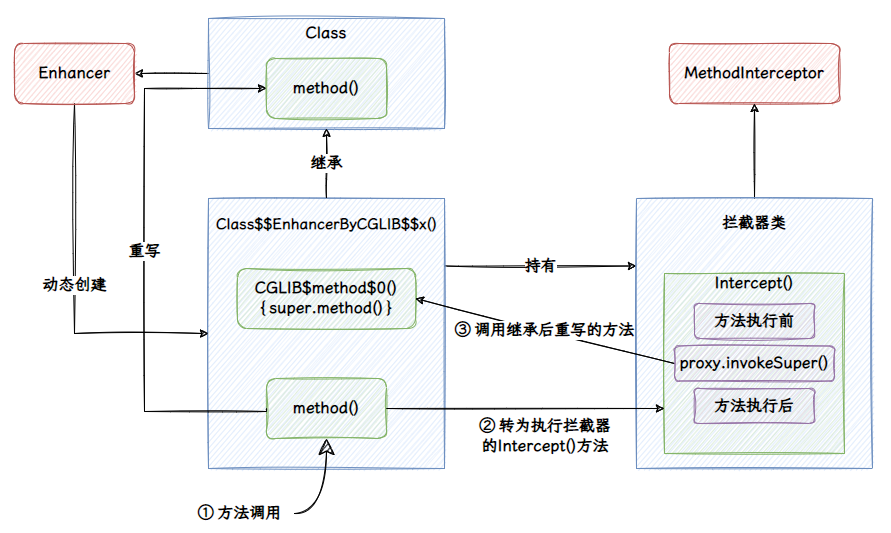 Class
Enhancer
method()
MethodInterceptor
继承
Class$$EnhancerByCGLIB$$x()
拦截器类
重写
持有
动态创建
CGLIB$method$0()
{super.method()}
Intercept()
方法执行前
③ 调用继承后重写的方法
proxy.invokeSuper()
方法执行后
method()
② 转为执行拦截器
的Intercept()方法
① 方法调用